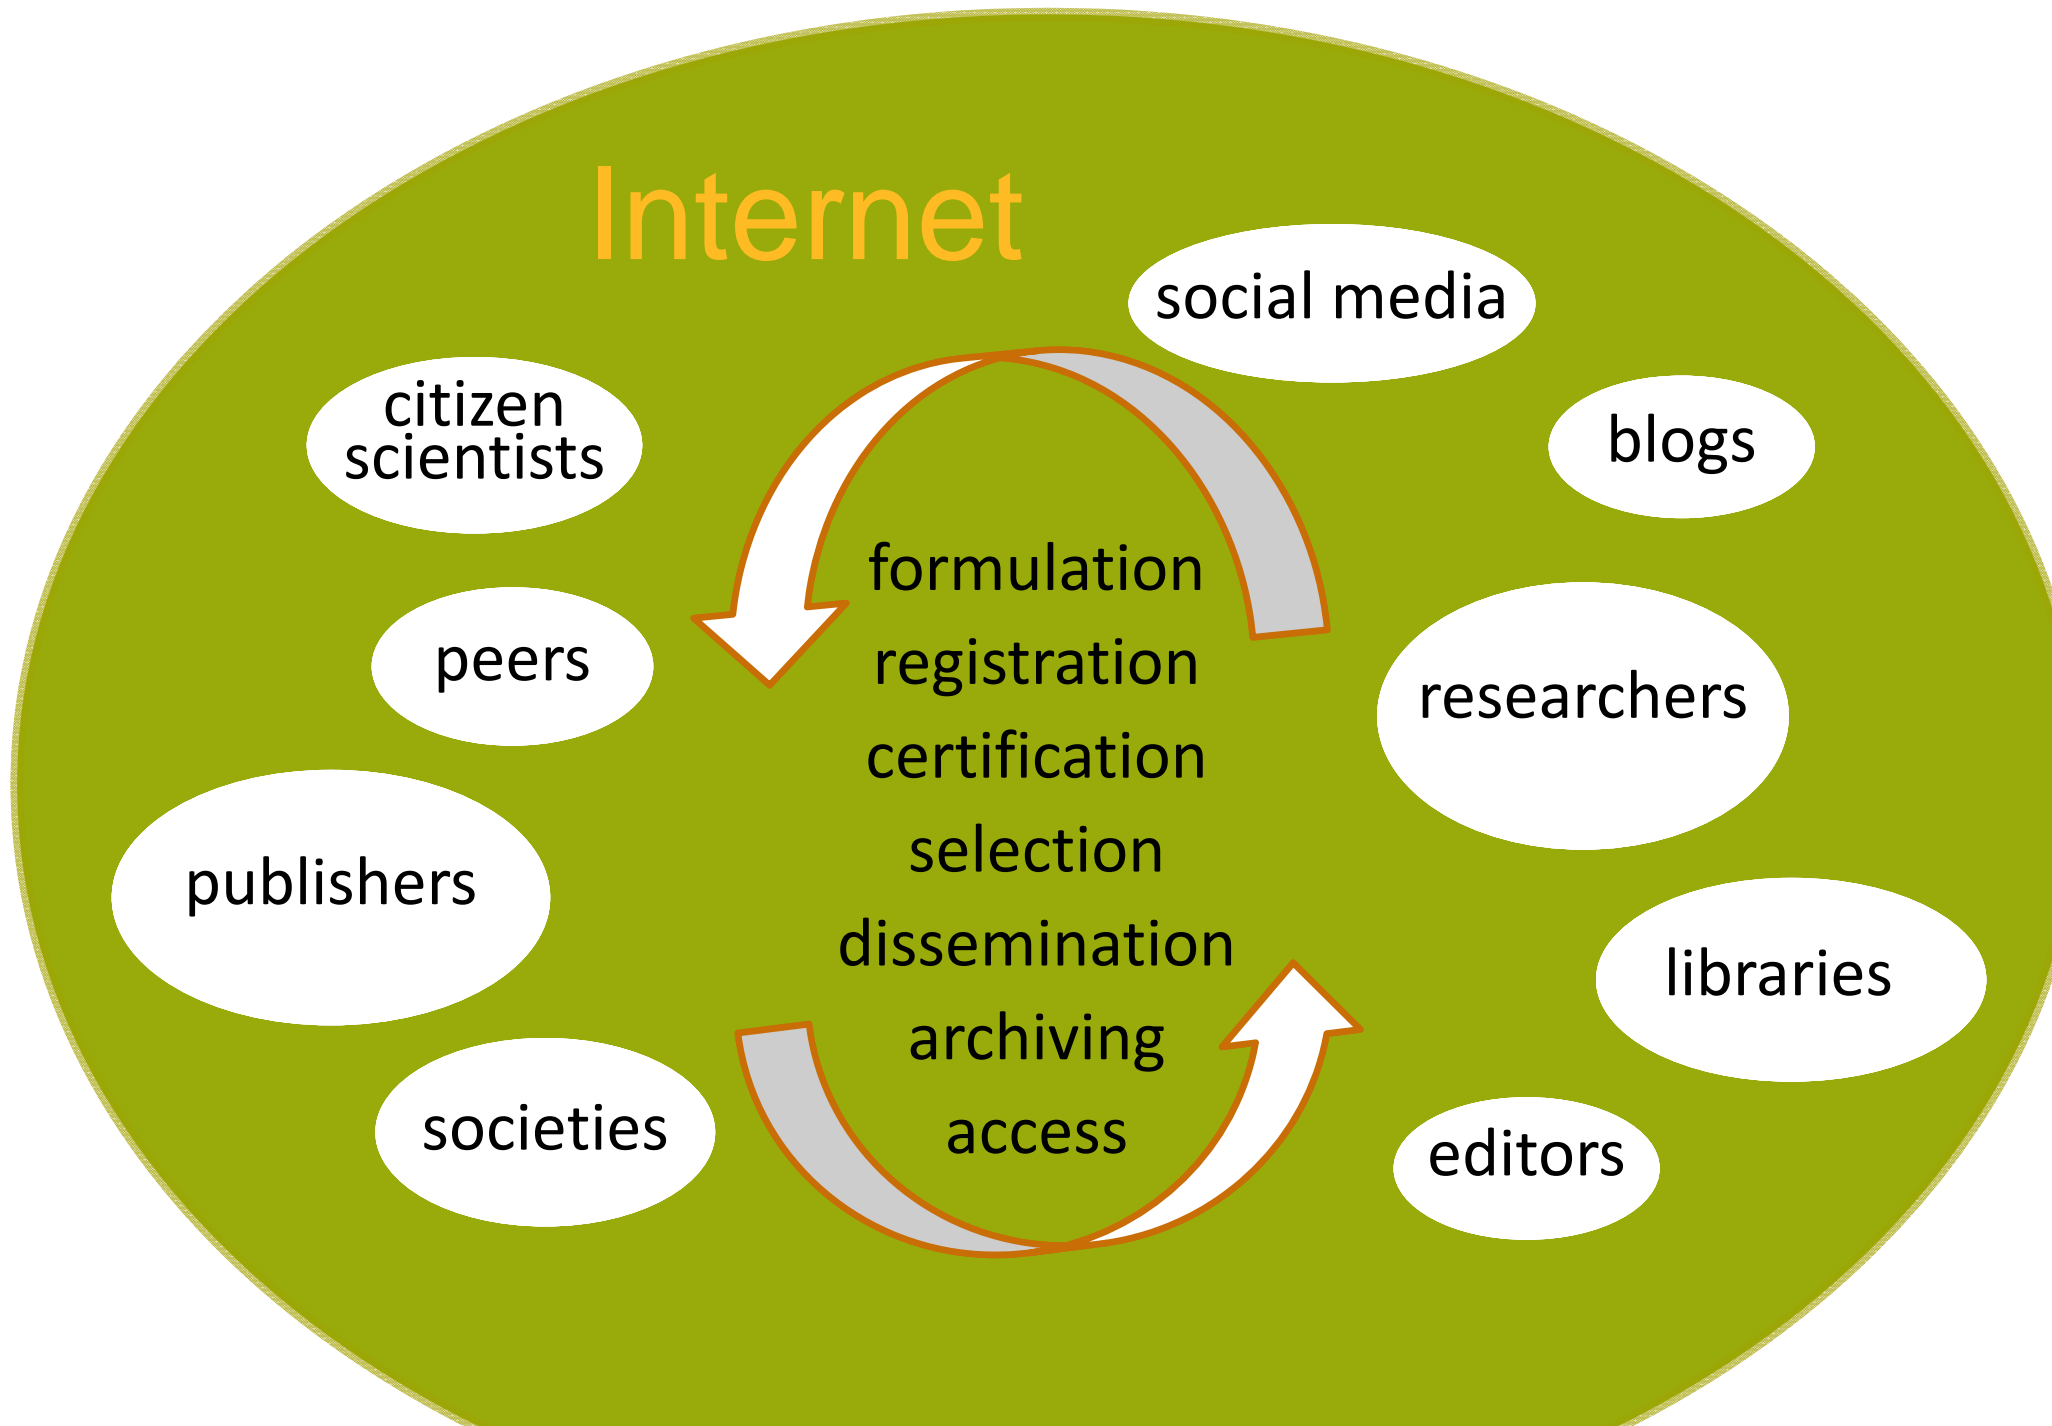 Internet
social media
citizen
scientists
blogs
formulation
peers
registration
researchers
certification
selection
publishers
dissemination
libraries
archiving
societies
access
editors